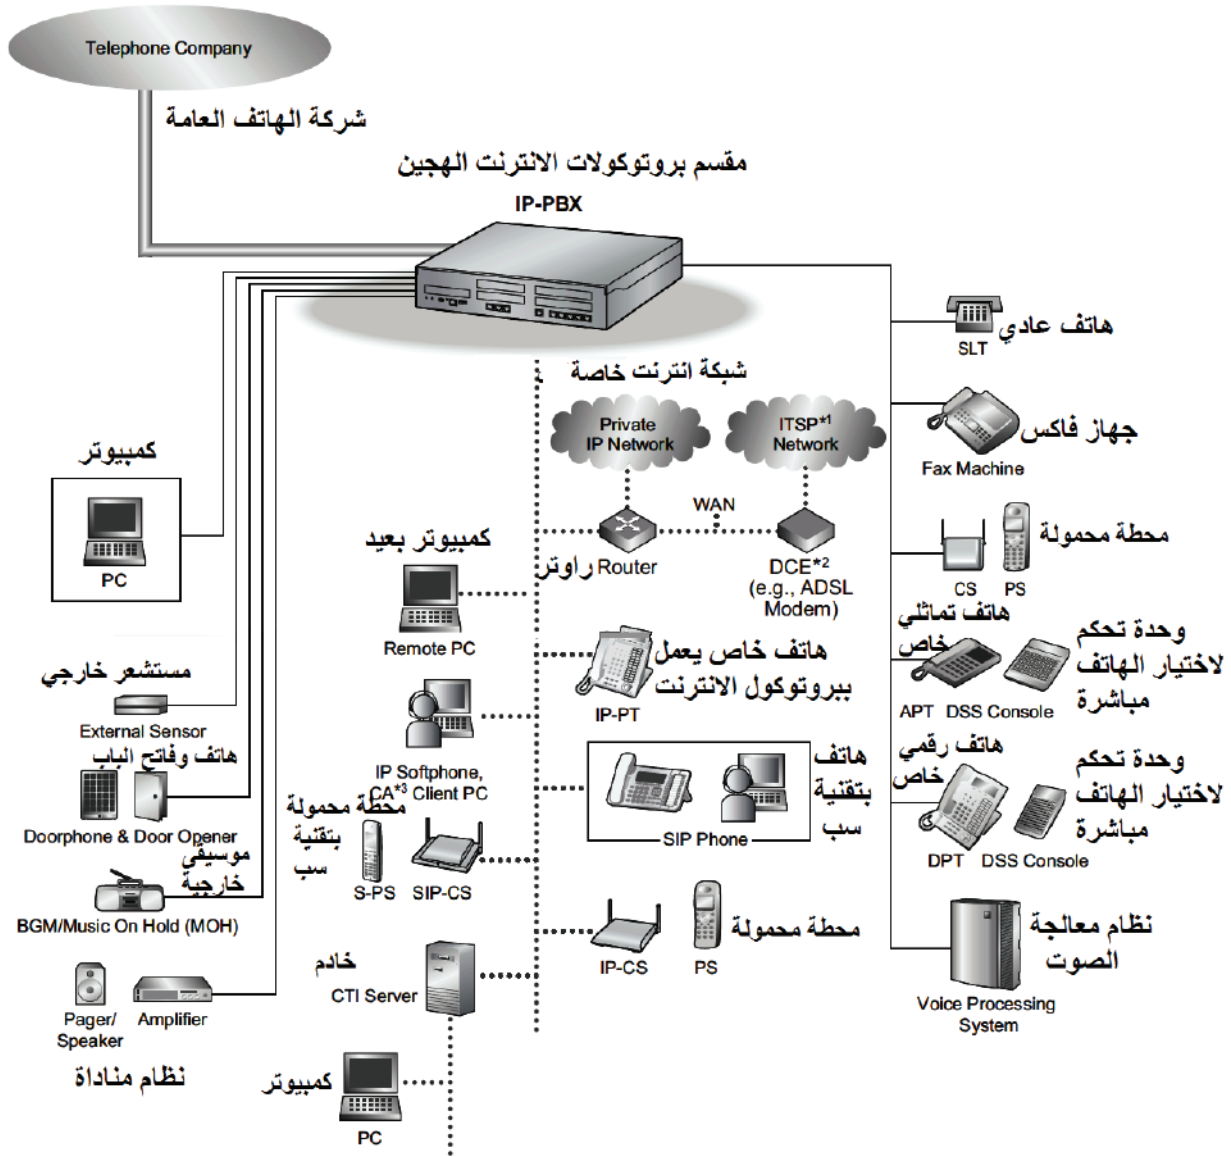 Telephone Company
شركة الهاتف العامة
مقسم بروتوكولات الانترنت الهجين
IP-PBX
هاتف عادي
SLT
شبكة انترنت خاصة
Private
IP Network
ITSP*1
Network
جهاز فاكس
Fax Machine
كمبيوتر
PC
WAN
كمبيوتر بعيد
Remote PC
راوتر Router
DCE*2
(e.g., ADSL
Modem)
محطة محمولة
CS PS
هاتف تماثلي
خاص
APT DSS Console
وحدة تحكم
لاختيار الهاتف
مباشرة
مستشعر خارجي
External Sensor
هاتف خاص يعمل
ببروتوكول الانترنت
IP-PT
هاتف وفاتح الباب
Doorphone & Door Opener
IP Softphone,
CA*3 Client PC
هاتف
بتقنية
سب
SIP Phone
هاتف رقمي
خاص
DPT DSS Console
وحدة تحكم
لاختيار الهاتف
مباشرة
محطة محمولة
بتقنية
سب
S-PS SIP-CS
موسيقى
خارجية
BGM/Music On Hold (MOH)
محطة محمولة
IP-CS PS
نظام معالجة
الصوت
Voice Processing
System
خادم
CTI Server
Pager/
Speaker
Amplifier
نظام مناداة
كمبيوتر
PC